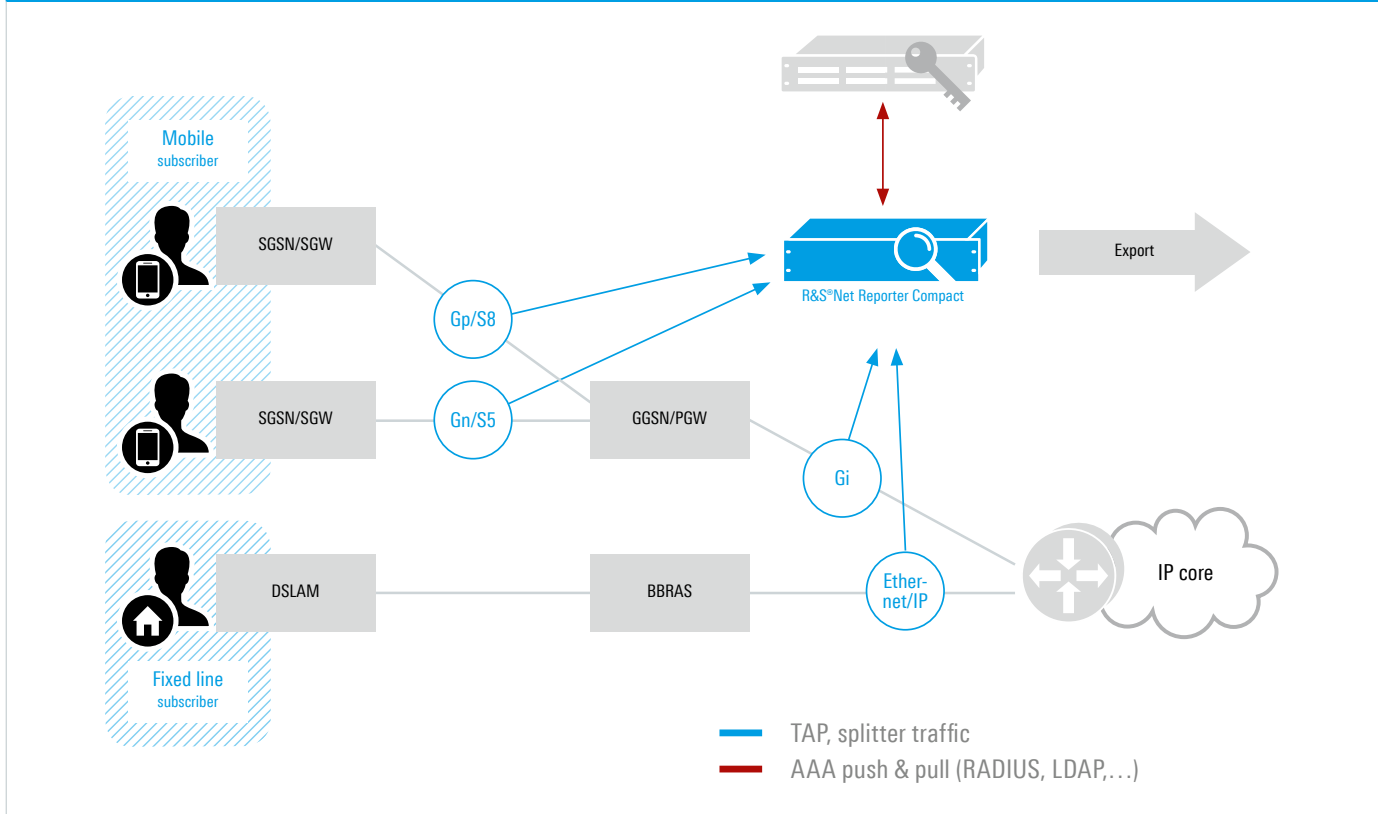 Mobile
subscriber
SGSN/SGW
Gp/S8
R&S®Net Reporter Compact
Export
SGSN/SGW
Gn/S5
GGSN/PGW
Gi
DSLAM
BBRAS
Ether-
net/IP
IP core
Fixed line
subscriber
TAP, splitter traffic
AAA push & pull (RADIUS, LDAP,…)